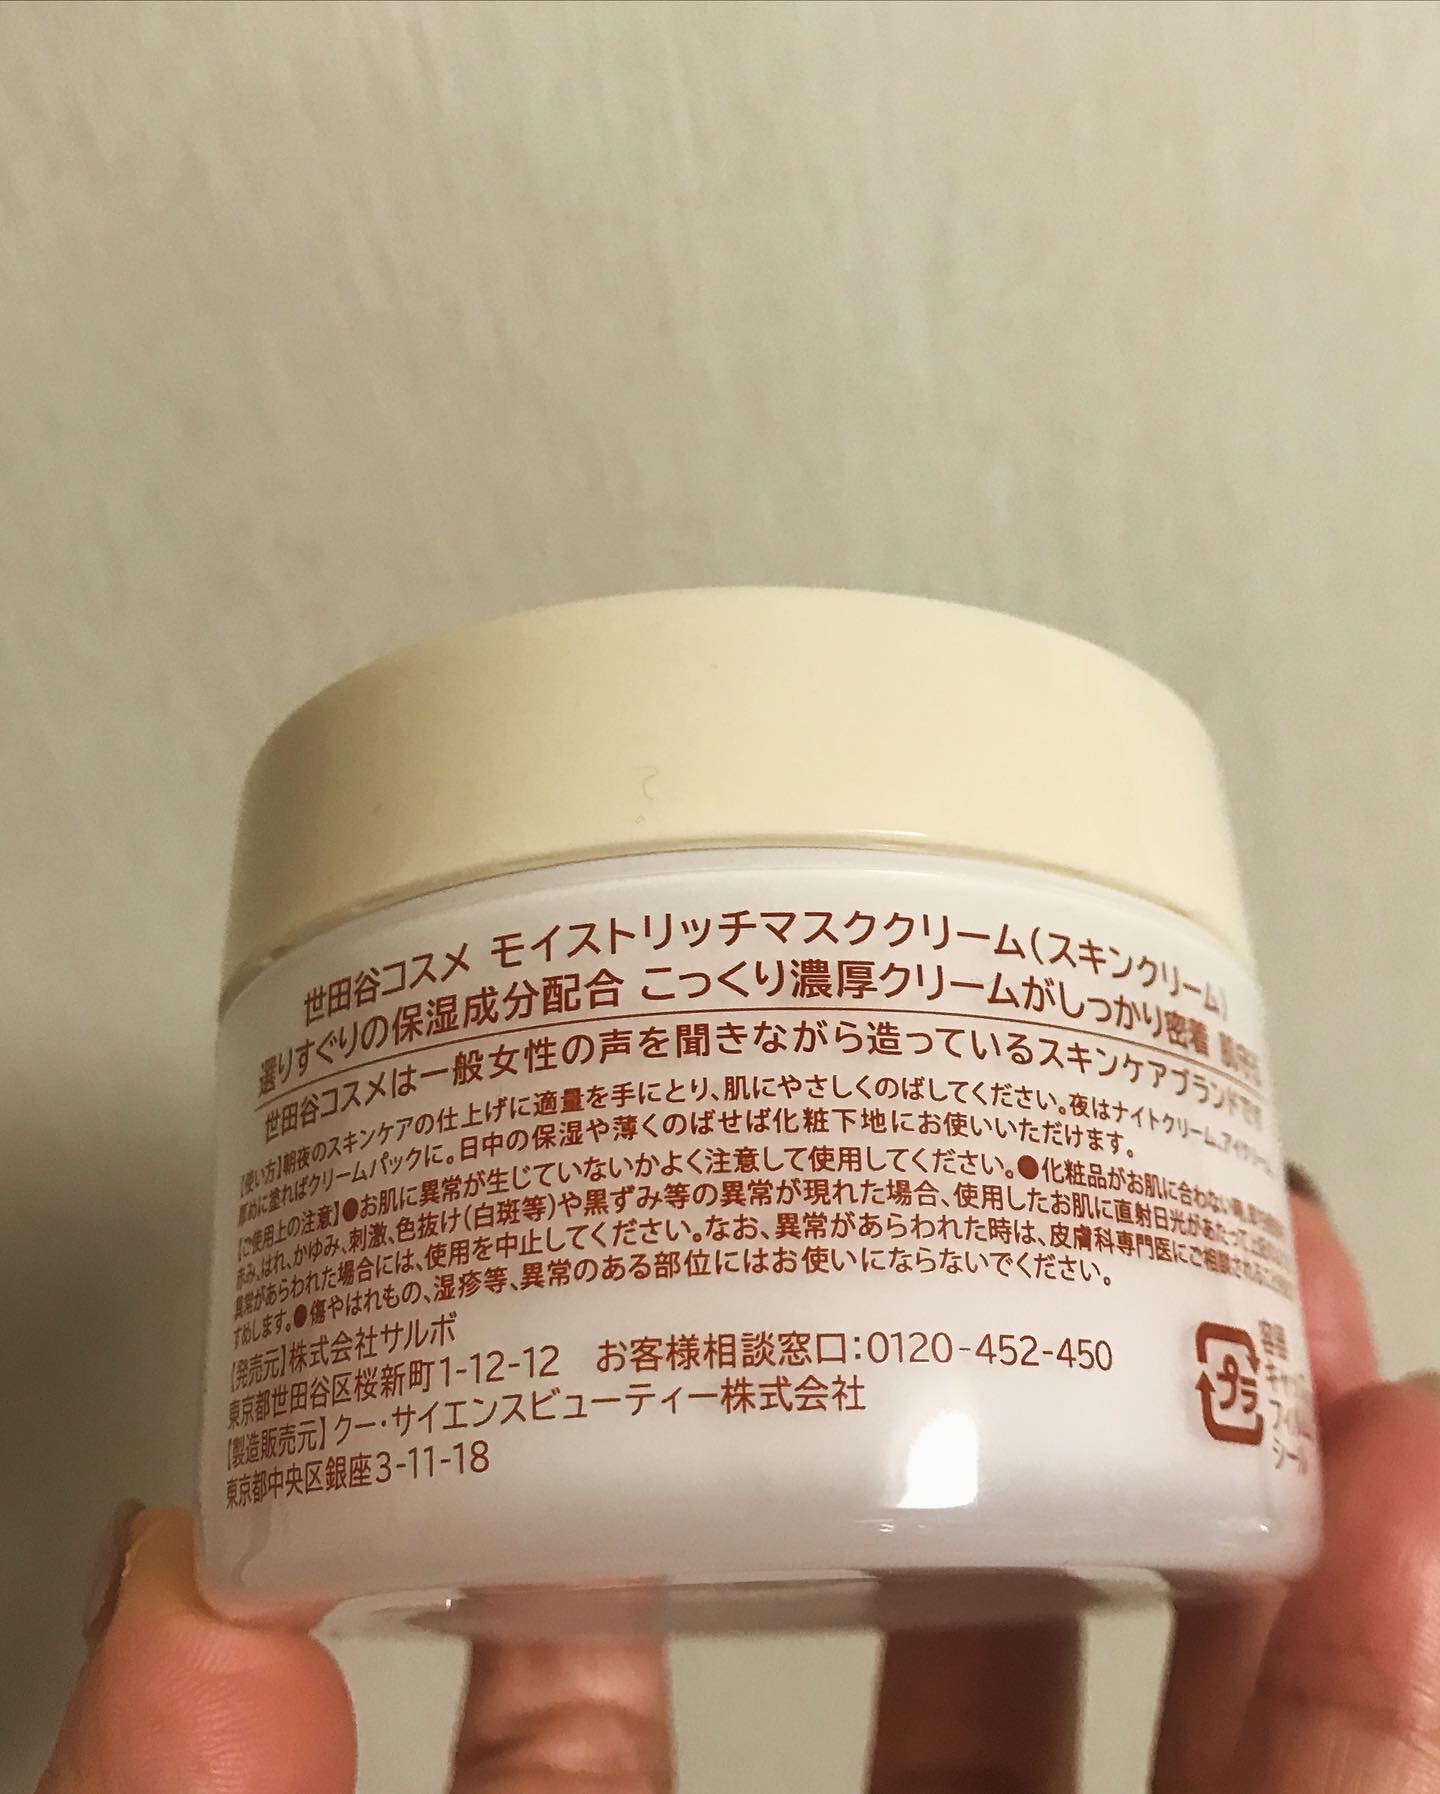 世田谷コスメ モイストリッチマスククリーム(スキンクリーム)
選りすぐりの保湿成分配合 こっくり濃厚クリームがしっかり密着 肌
世田谷コスメは一般女性の声を聞きながら造っているスキンケアブランドです
【使い方】朝夜のスキンケアの仕上げに適量を手にとり、肌にやさしくのばしてください。夜はナイトクリーム、アイクリーム、
厚めに塗ればクリームパックに。日中の保湿や薄くのばせば化粧下地にお使いいただけます。
【ご使用上の注意】●お肌に異常が生じていないかよく注意して使用してください。●化粧品がお肌に合わない時、
赤み、はれ、かゆみ、刺激、色抜け(白斑等)や黒ずみ等の異常が現れた場合、使用したお肌に直射日光があたって
異常があらわれた場合には、使用を中止してください。なお、異常があらわれた時は、皮膚科専門医にご相談される
すめします。●傷やはれもの、湿疹等、異常のある部位にはお使いにならないでください。
【発売元】株式会社サルボ
東京都世田谷区桜新町1-12-12 お客様相談窓口:0120-452-450
【製造販売元】クー・サイエンスビューティー株式会社
東京都中央区銀座3-11-18
プラ
容器
キャップ
フィルム
シール